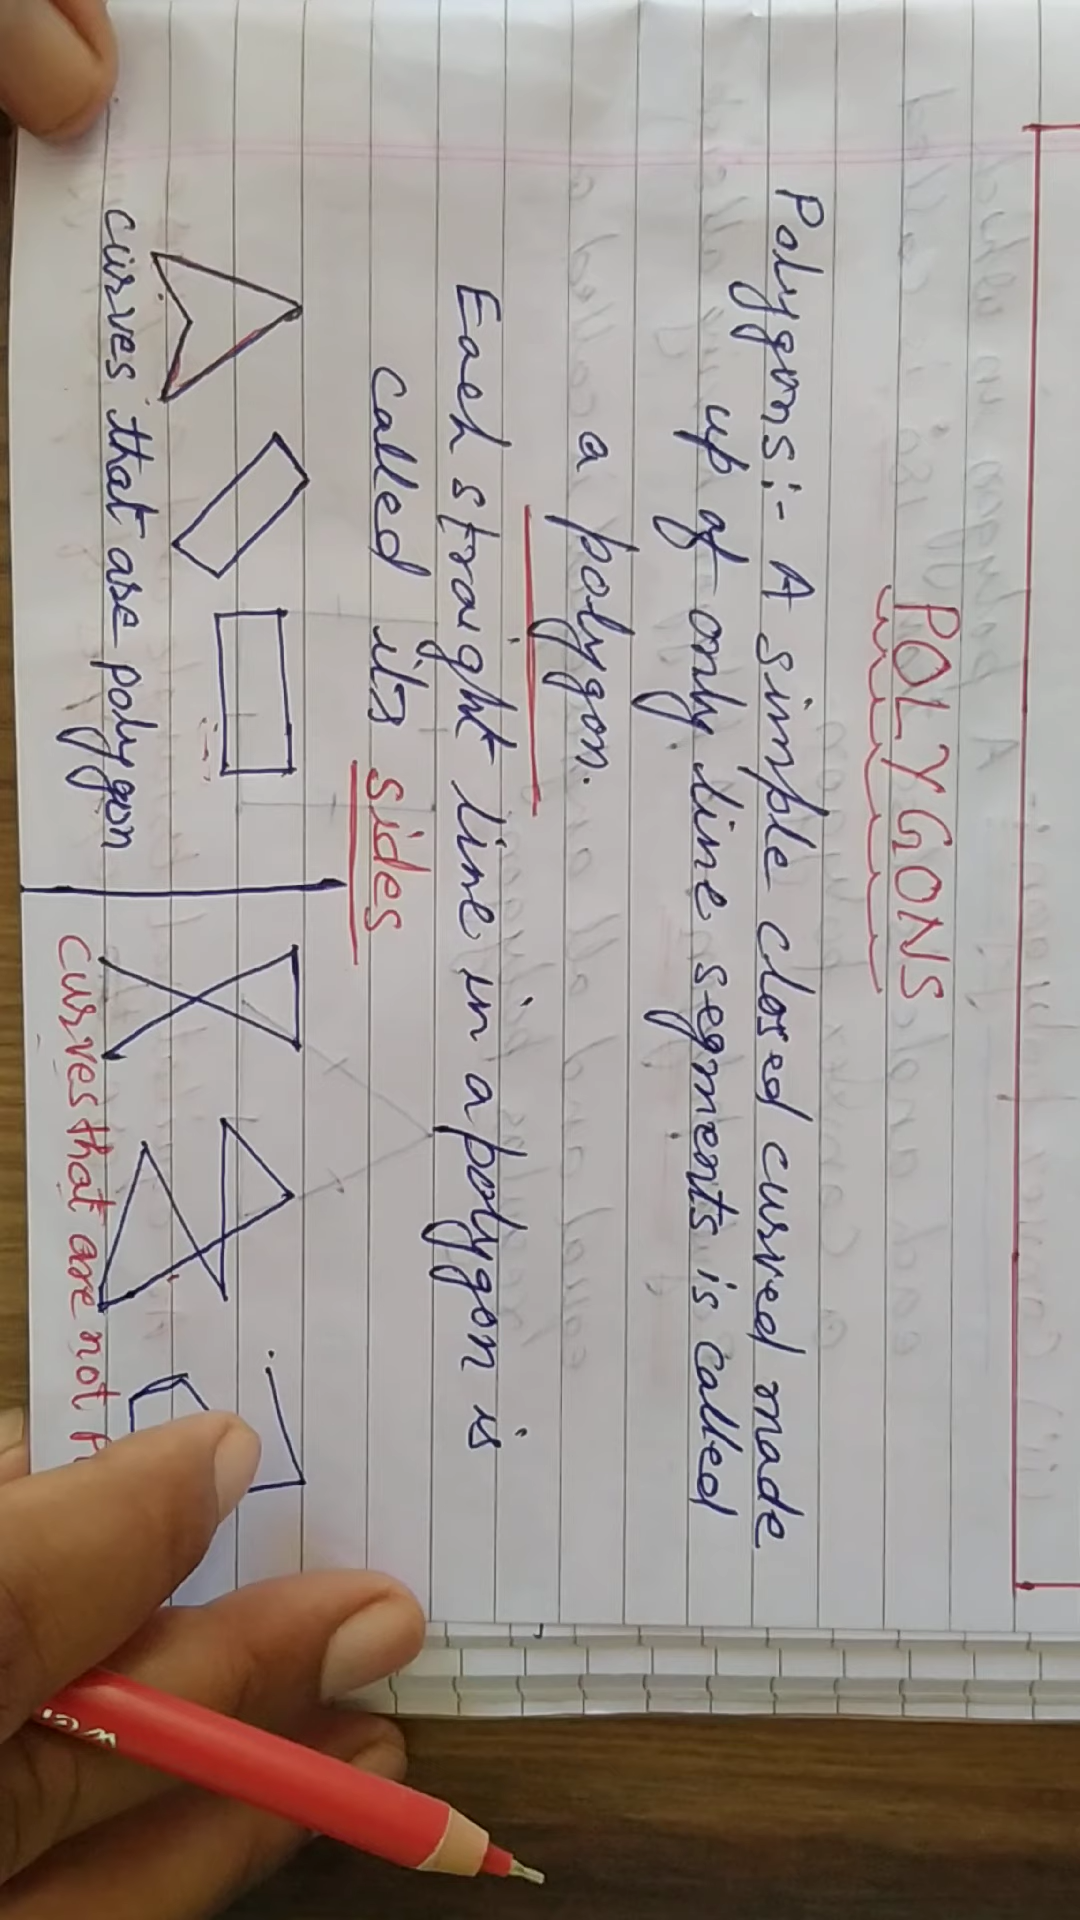 POLYGONS
Polygons:- A simple closed curved made
up of only line segments is called
a polygon.
Each straight line in a polygon is
called its sides
curves that are polygon
curves that are not